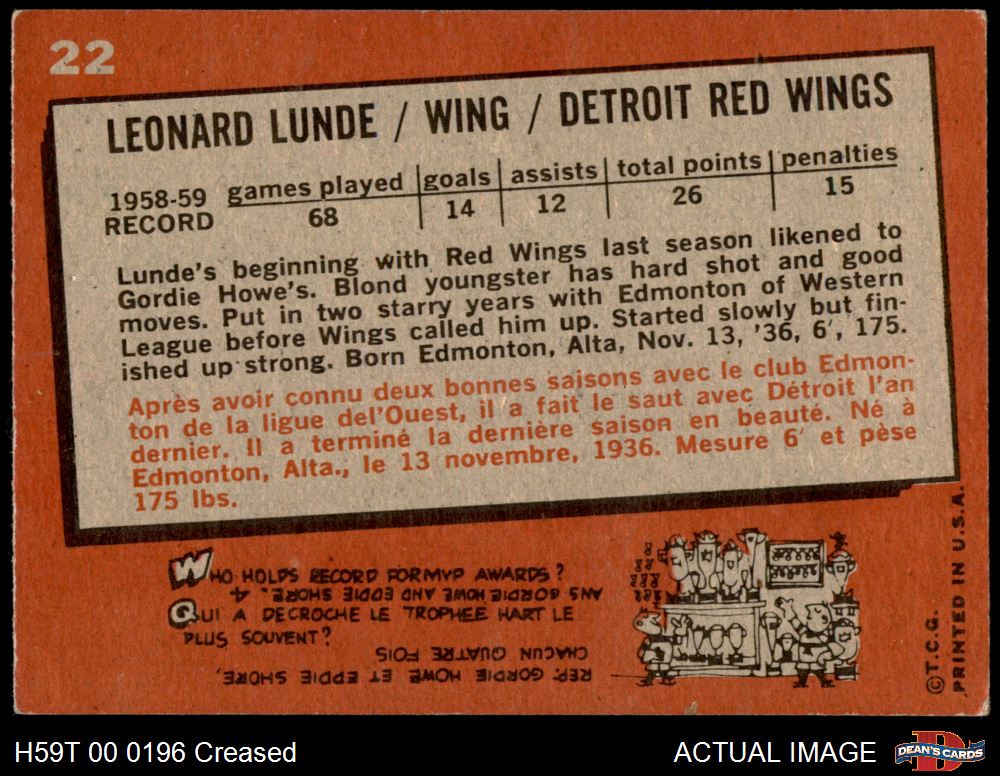 22
LEONARD LUNDE / WING / DETROIT RED WINGS
1958-59 RECORD games played goals assists total points penalties
68 14 12 26 15
Lunde's beginning with Red Wings last season likened to
Gordie Howe's. Blond youngster has hard shot and good
moves. Put in two starry years with Edmonton of Western
League before Wings called him up. Started slowly but fin-
ished up strong. Born Edmonton, Alta, Nov. 13, '36, 6', 175.
Après avoir connu deux bonnes saisons avec le club Edmon-
ton de la ligue del'Ouest, il a fait le saut avec Détroit l'an
dernier. Il a terminé la dernière saison en beauté. Né à
Edmonton, Alta., le 13 novembre, 1936. Mesure 6' et pèse
175 lbs.
WHO HOLDS RECORD FOR MVP AWARDS?
ANS GORDIE HOWE AND EDDIE SHORE. 4
QUI A DECROCHE LE TROPHEE HART LE
PLUS SOUVENT?
REP. GORDIE HOWE ET EDDIE SHORE,
CHACUN QUATRE FOIS
©T.C.G. PRINTED IN U.S.A.
H59T 00 0196 Creased
ACTUAL IMAGE
DEAN'S CARDS